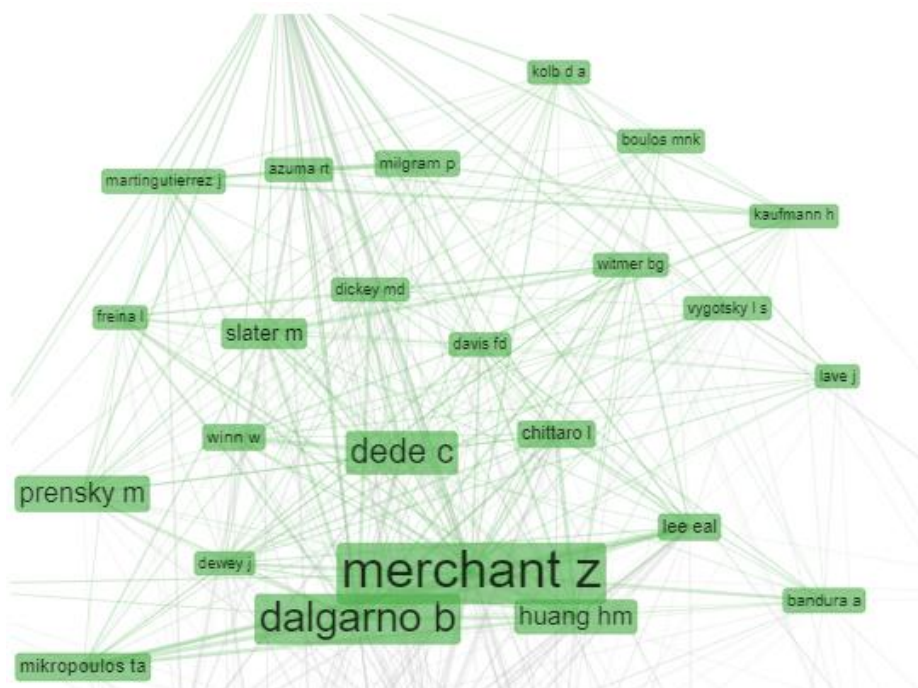 kolb d a
boulos mnk
milgram p
azuma rt
martingutierrez j
kaufmann h
witmer bg
dickey md
vygotsky l s
freina l
slater m
davis fd
lave j
winn w
chittaro l
dede c
prensky m
lee eal
dewey j
merchant z
bandura a
dalgarno b
huang hm
mikropoulos ta